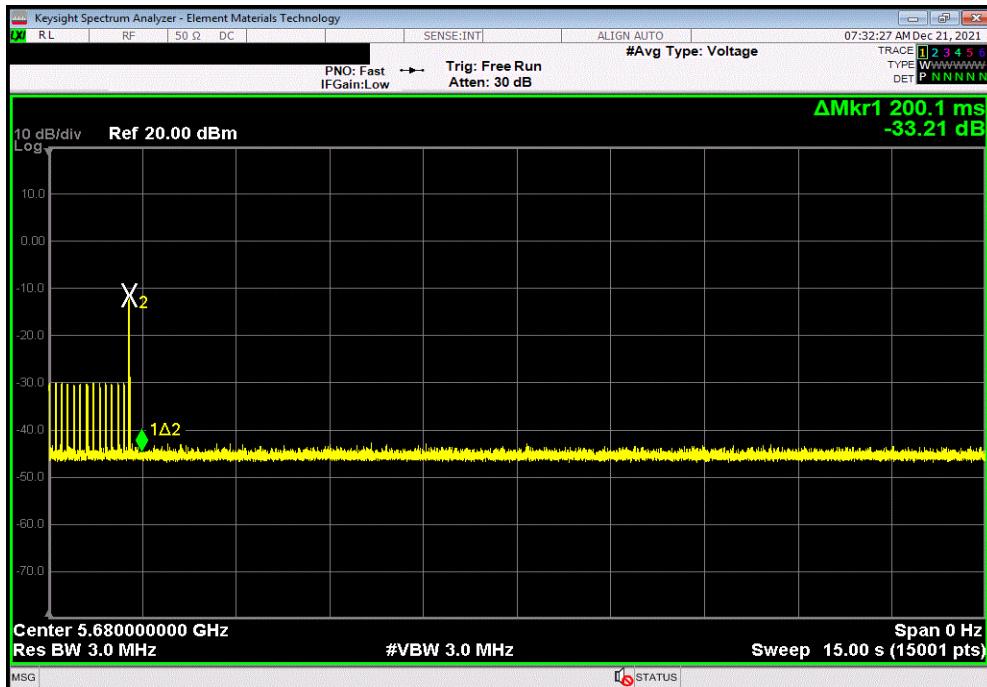 Keysight Spectrum Analyzer - Element Materials Technology
LXI RL RF 50 Ω DC SENSE:INT ALIGN AUTO 07:32:27 AM Dec 21, 2021
#Avg Type: Voltage TRACE 1 2 3 4 5 6
PNO: Fast Trig: Free Run TYPE WWWWWW
IFGain:Low Atten: 30 dB DET P N N N N N
ΔMkr1 200.1 ms
10 dB/div Ref 20.00 dBm -33.21 dB
Log
10.0
0.00
-10.0
2
-20.0
-30.0
-40.0 1Δ2
-50.0
-60.0
-70.0
Center 5.680000000 GHz Span 0 Hz
Res BW 3.0 MHz #VBW 3.0 MHz Sweep 15.00 s (15001 pts)
MSG STATUS